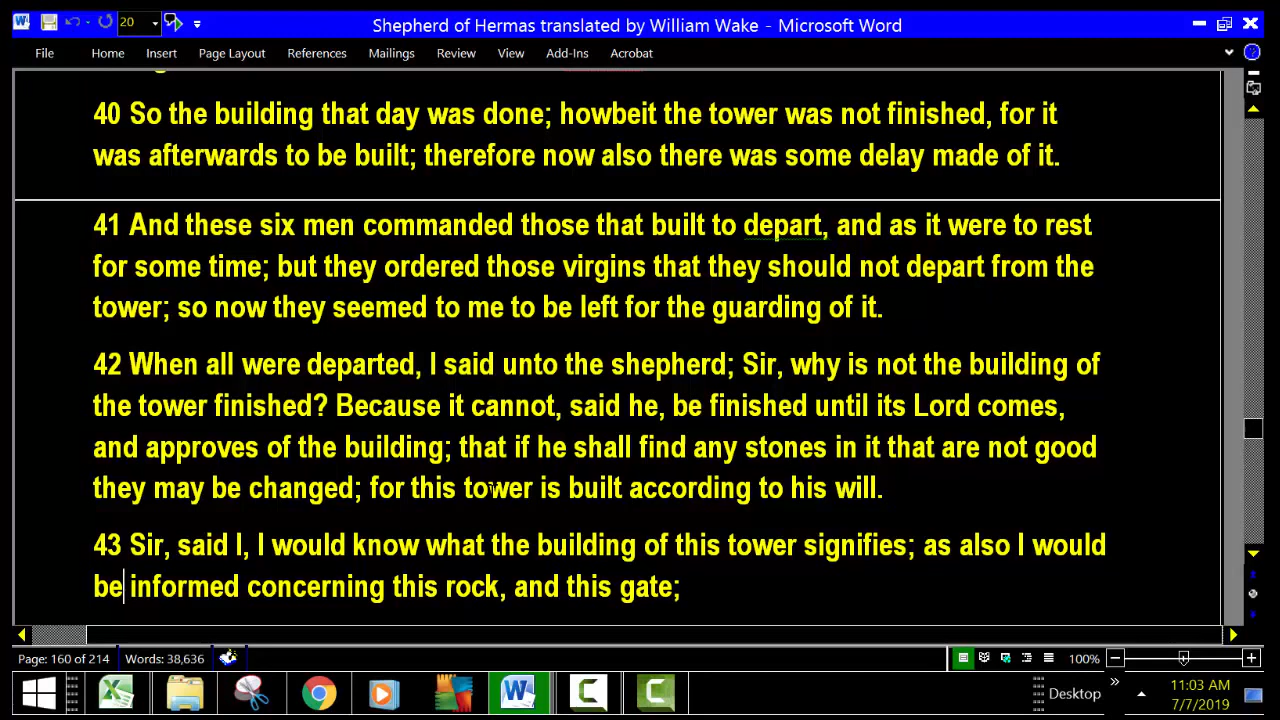 20
Shepherd of Hermas translated by William Wake - Microsoft Word
File Home Insert Page Layout References Mailings Review View Add-Ins Acrobat
40 So the building that day was done; howbeit the tower was not finished, for it
was afterwards to be built; therefore now also there was some delay made of it.
41 And these six men commanded those that built to depart, and as it were to rest
for some time; but they ordered those virgins that they should not depart from the
tower; so now they seemed to me to be left for the guarding of it.
42 When all were departed, I said unto the shepherd; Sir, why is not the building of
the tower finished? Because it cannot, said he, be finished until its Lord comes,
and approves of the building; that if he shall find any stones in it that are not good
they may be changed; for this tower is built according to his will.
43 Sir, said I, I would know what the building of this tower signifies; as also I would
be informed concerning this rock, and this gate;
Page: 160 of 214 Words: 38,636 100%
Desktop
11:03 AM
7/7/2019